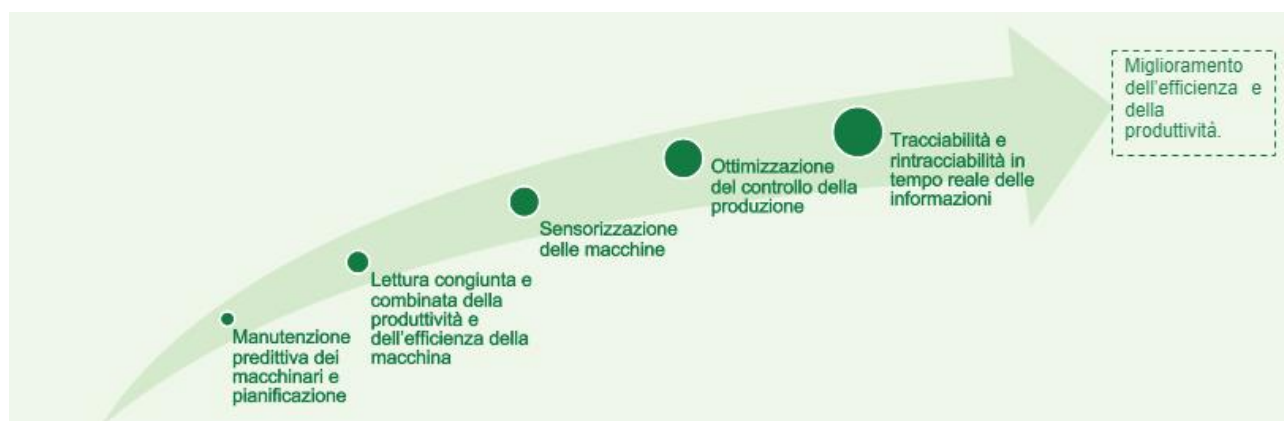 Manutenzione
predittiva dei
macchinari e
pianificazione
Lettura congiunta e
combinata della
produttività e
dell'efficienza della
macchina
Sensorizzazione
delle macchine
Ottimizzazione
del controllo della
produzione
Tracciabilità e
rintracciabilità in
tempo reale delle
informazioni
Miglioramento
dell'efficienza e
della
produttività.